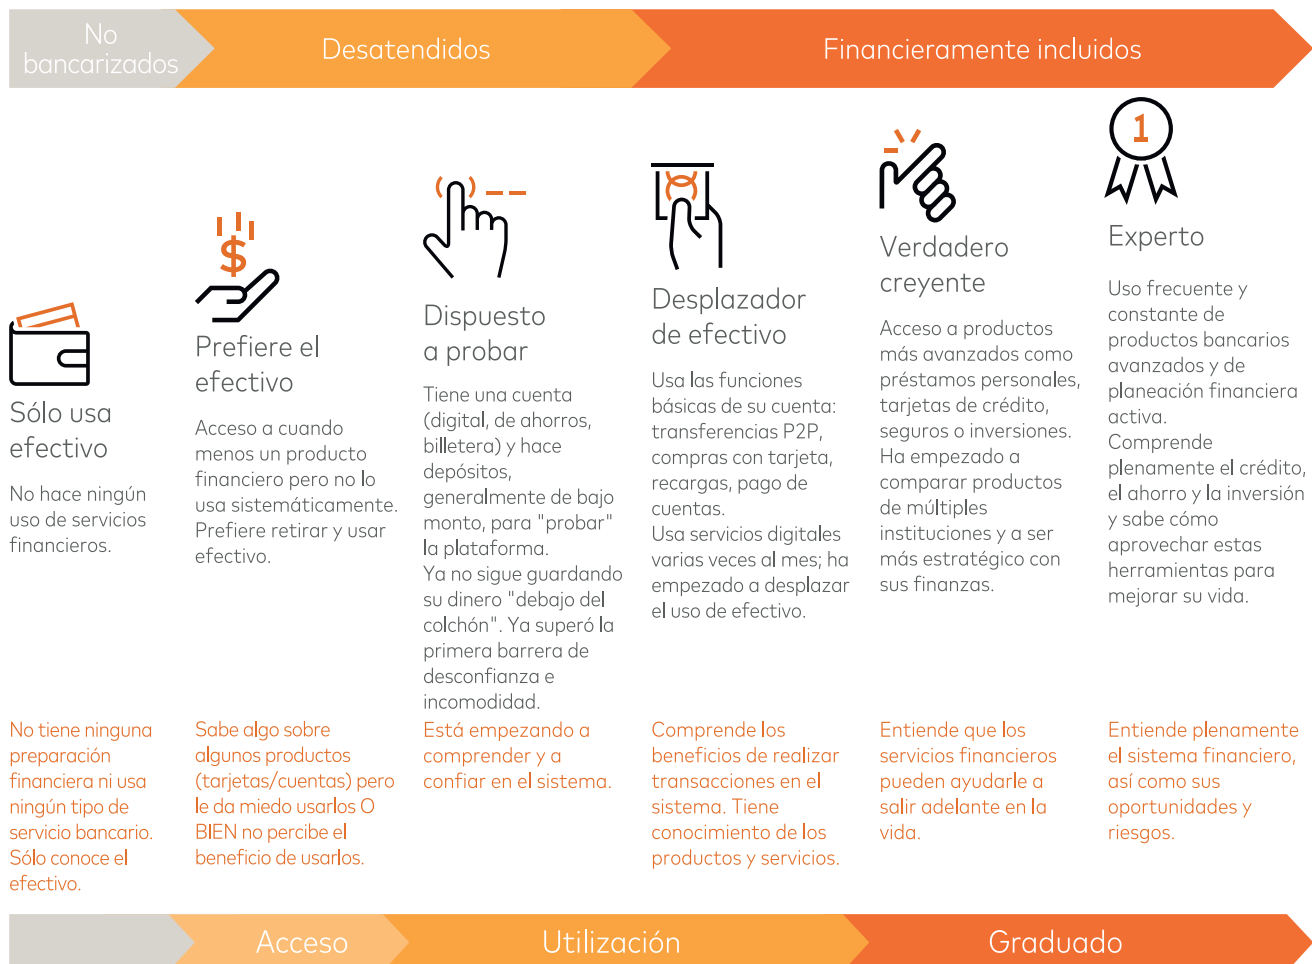 No
bancarizados
Desatendidos
Financieramente incluidos
Sólo usa
efectivo
No hace ningún
uso de servicios
financieros.
No tiene ninguna
preparación
financiera ni usa
ningún tipo de
servicio bancario.
Sólo conoce el
efectivo.
$
Prefiere el
efectivo
Acceso a cuando
menos un producto
financiero pero no lo
usa sistemáticamente.
Prefiere retirar y usar
efectivo.
Sabe algo sobre
algunos productos
(tarjetas/cuentas) pero
le da miedo usarlos O
BIEN no percibe el
beneficio de usarlos.
Dispuesto
a probar
Tiene una cuenta
(digital, de ahorros,
billetera) y hace
depósitos,
generalmente de bajo
monto, para "probar"
la plataforma.
Ya no sigue guardando
su dinero "debajo del
colchón". Ya superó la
primera barrera de
desconfianza e
incomodidad.
Está empezando a
comprender y a
confiar en el sistema.
Desplazador
de efectivo
Usa las funciones
básicas de su cuenta:
transferencias P2P,
compras con tarjeta,
recargas, pago de
cuentas.
Usa servicios digitales
varias veces al mes; ha
empezado a desplazar
el uso de efectivo.
Comprende los
beneficios de realizar
transacciones en el
sistema. Tiene
conocimiento de los
productos y servicios.
Verdadero
creyente
Acceso a productos
más avanzados como
préstamos personales,
tarjetas de crédito,
seguros o inversiones.
Ha empezado a
comparar productos
de múltiples
instituciones y a ser
más estratégico con
sus finanzas.
Entiende que los
servicios financieros
pueden ayudarle a
salir adelante en la
vida.
1
Experto
Uso frecuente y
constante de
productos bancarios
avanzados y de
planeación financiera
activa.
Comprende
plenamente el crédito,
el ahorro y la inversión
y sabe cómo
aprovechar estas
herramientas para
mejorar su vida.
Entiende plenamente
el sistema financiero,
así como sus
oportunidades y
riesgos.
Acceso
Utilización
Graduado